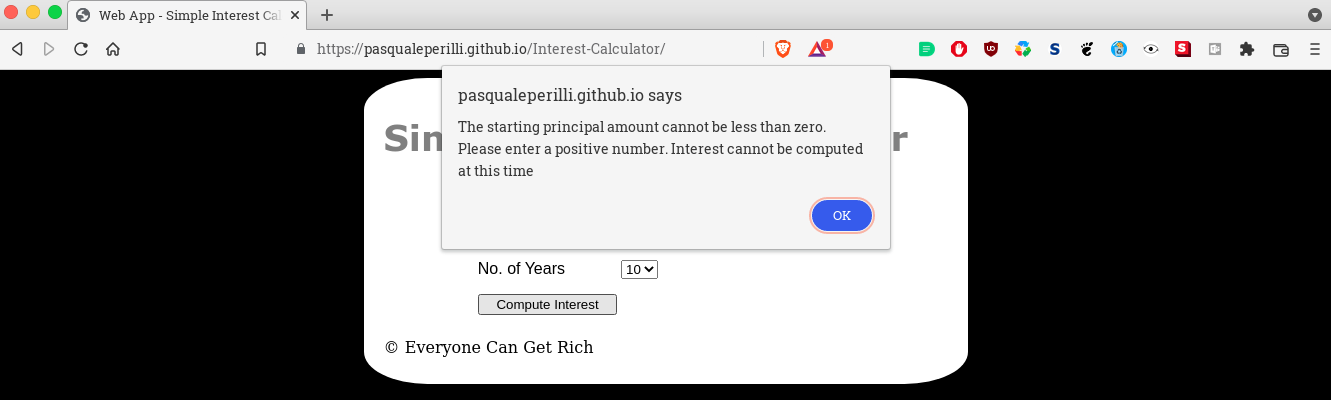 Web App - Simple Interest Cal
https://pasqualeperilli.github.io/Interest-Calculator/
1
pasqualeperilli.github.io says
The starting principal amount cannot be less than zero.
Please enter a positive number. Interest cannot be computed
at this time
OK
Sim
r
No. of Years 10
Compute Interest
© Everyone Can Get Rich